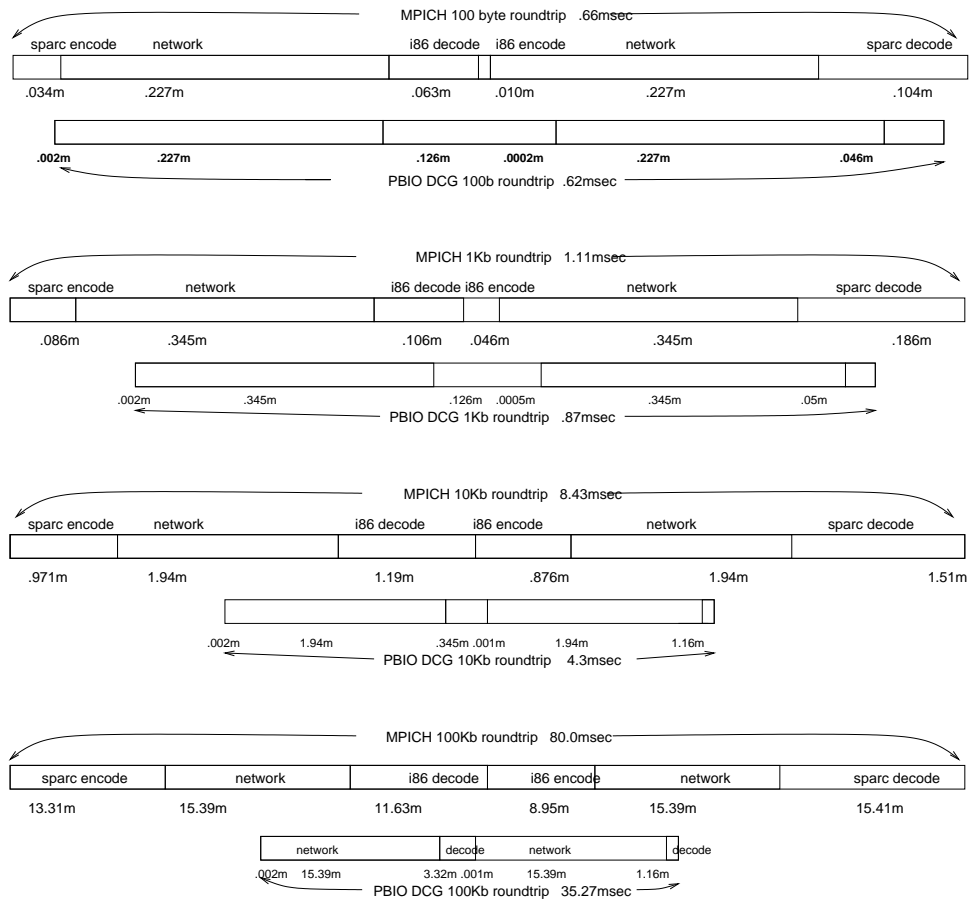 MPICH 100 byte roundtrip .66msec
sparc encode network i86 decode i86 encode network sparc decode
.034m .227m .063m .010m .227m .104m
.002m .227m .126m .0002m .227m .046m
PBIO DCG 100b roundtrip .62msec
MPICH 1Kb roundtrip 1.11msec
sparc encode network i86 decode i86 encode network sparc decode
.086m .345m .106m .046m .345m .186m
.002m .345m .126m .0005m .345m .05m
PBIO DCG 1Kb roundtrip .87msec
MPICH 10Kb roundtrip 8.43msec
sparc encode network i86 decode i86 encode network sparc decode
.971m 1.94m 1.19m .876m 1.94m 1.51m
.002m 1.94m .345m .001m 1.94m 1.16m
PBIO DCG 10Kb roundtrip 4.3msec
MPICH 100Kb roundtrip 80.0msec
sparc encode network i86 decode i86 encode network sparc decode
13.31m 15.39m 11.63m 8.95m 15.39m 15.41m
network decode network decode
.002m 15.39m 3.32m .001m 15.39m 1.16m
PBIO DCG 100Kb roundtrip 35.27msec